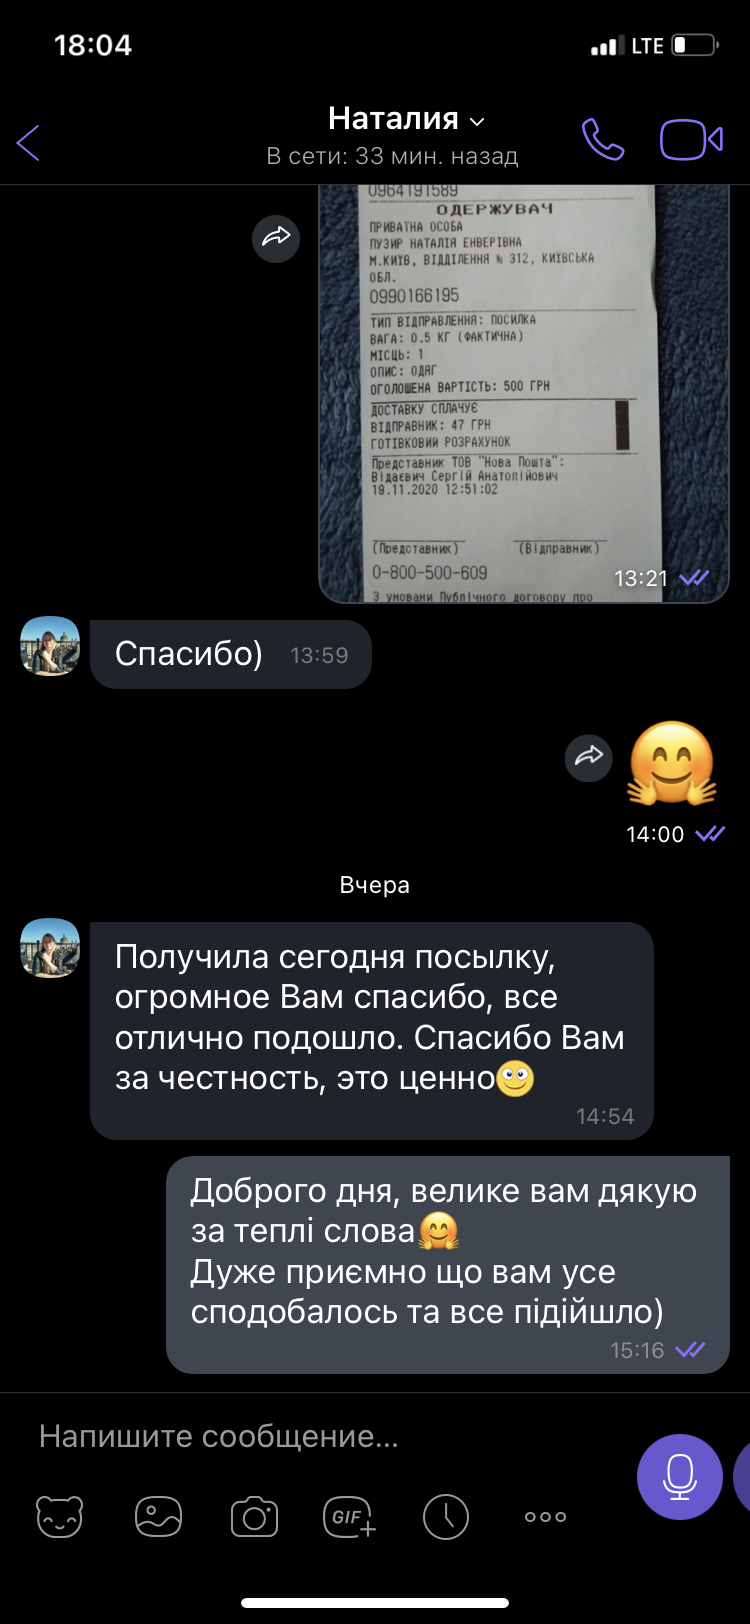 18:04
LTE
Наталия
В сети: 33 мин. назад
0964191589
ОДЕРЖУВАЧ
ПРИВАТНА ОСОБА
ПУЗИР НАТАЛІЯ ЕНВЕРІВНА
М.КИЇВ, ВІДДІЛЕННЯ № 312, КИЇВСЬКА
ОБЛ.
0990166195
ТИП ВІДПРАВЛЕННЯ: ПОСИЛКА
ВАГА: 0.5 КГ (ФАКТИЧНА)
МІСЦЬ: 1
ОПИС: ОДЯГ
ОГОЛОШЕНА ВАРТІСТЬ: 500 ГРН
ДОСТАВКУ СПЛАЧУЄ
ВІДПРАВНИК: 47 ГРН
ГОТІВКОВИЙ РОЗРАХУНОК
Представник ТОВ "Нова Пошта":
Відаєвич Сергій Анатолійович
19.11.2020 12:51:02
(Представник) (Відправник)
0-800-500-609
З умовами Публічного договору про
13:21
Спасибо)
13:59
14:00
Вчера
Получила сегодня посылку,
огромное Вам спасибо, все
отлично подошло. Спасибо Вам
за честность, это ценно🙄
14:54
Доброго дня, велике вам дякую
за теплі слова🤗
Дуже приємно що вам усе
сподобалось та все підійшло)
15:16
Напишите сообщение...
GIF